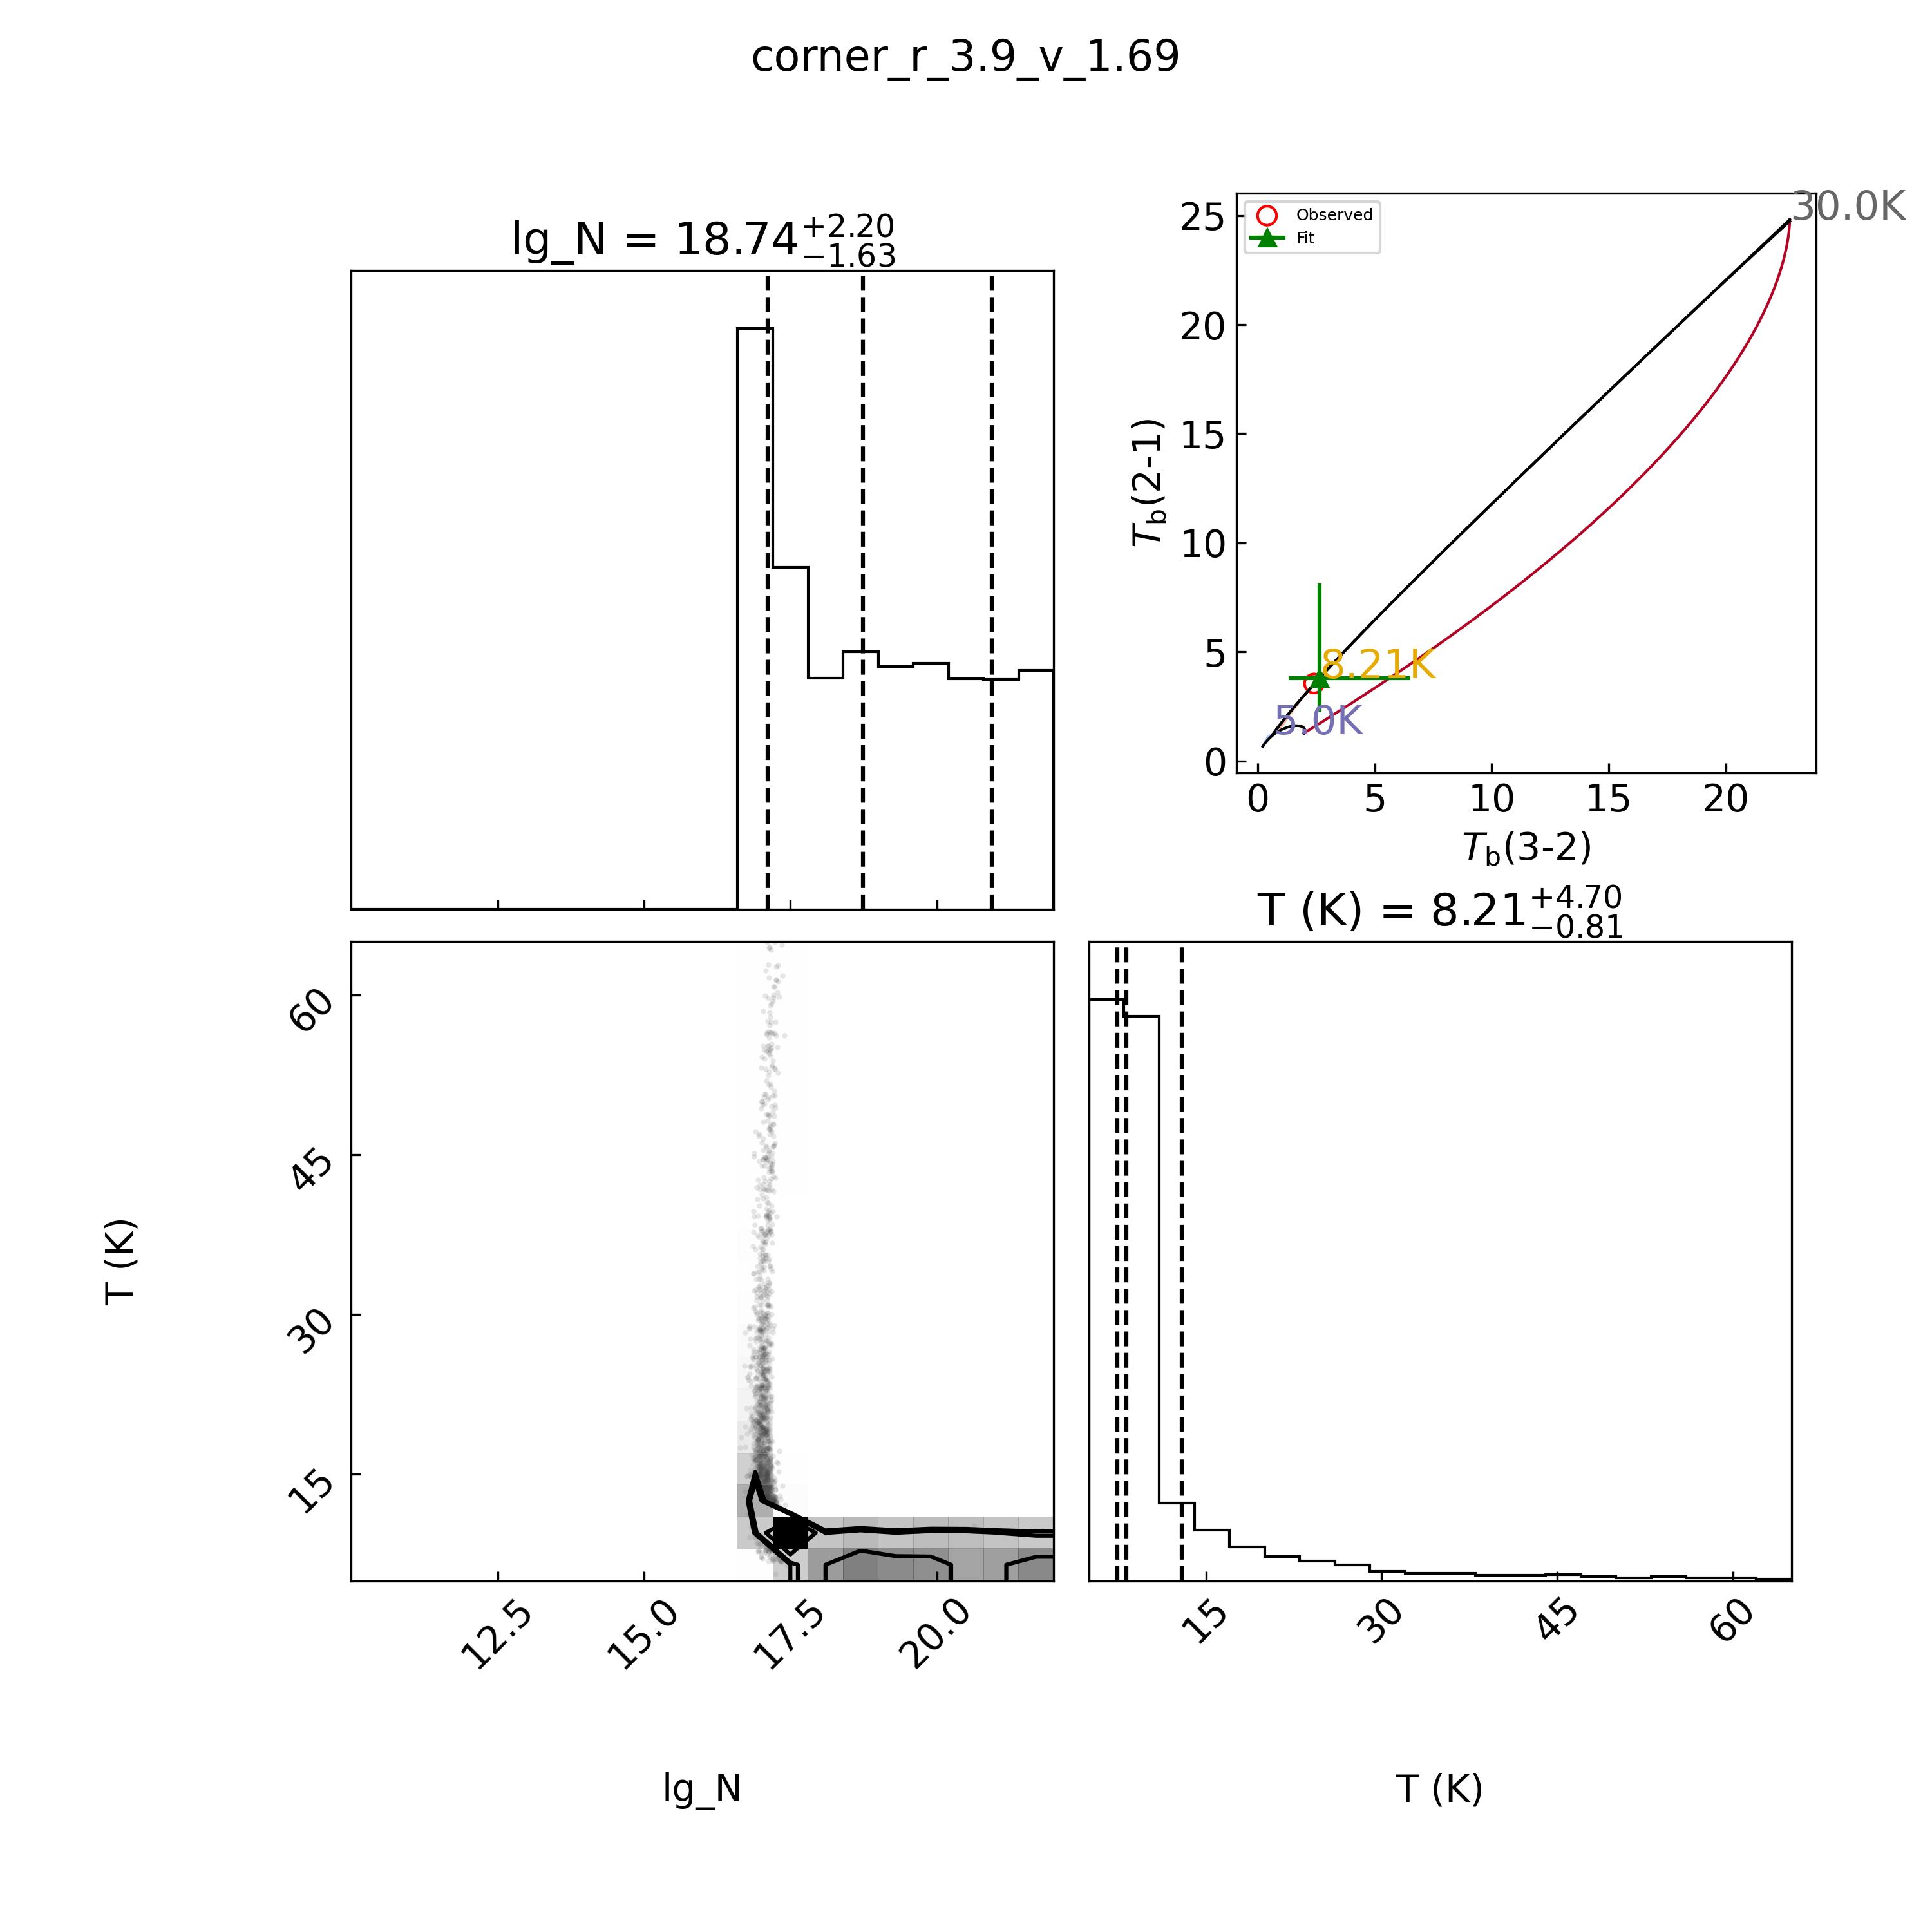 corner_r_3.9_v_1.69
lg_N = 18.74+2.20−1.63
25
20
15
10
5
0
Tb(2-1)
Observed
Fit
30.0K
8.21K
5.0K
0
5
10
15
20
Tb(3-2)
T (K) = 8.21+4.70−0.81
60
45
30
15
T (K)
12.5
15.0
17.5
20.0
lg_N
15
30
45
60
T (K)